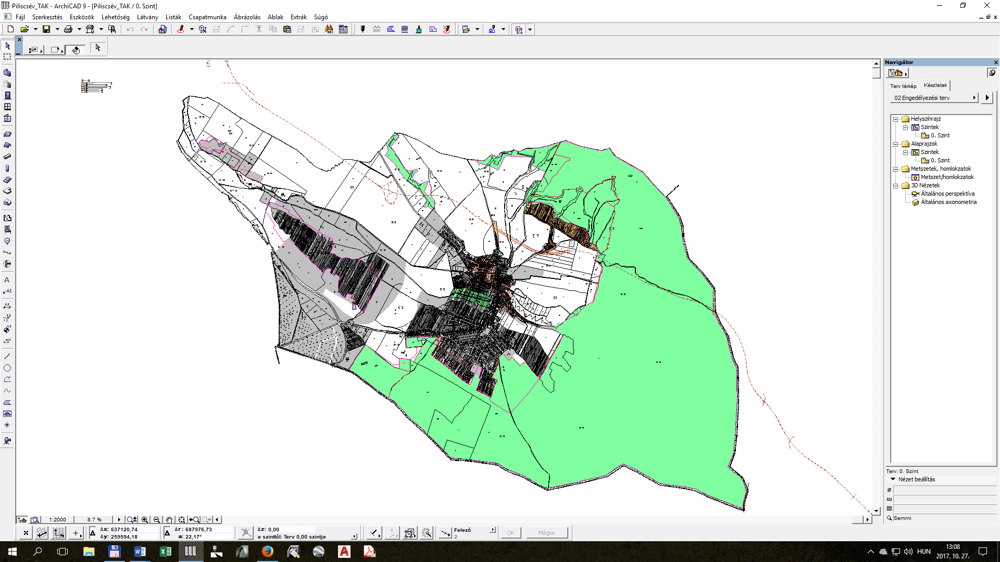 Piliscsév_TAK - ArchiCAD 9 - [Piliscsév_TAK / 0. Szint]
Fájl Szerkesztés Eszközök Lehetőség Látvány Listák Csapatmunka Ábrázolás Ablak Extrák Súgó
Navigátor
Terv térkép Készletek
02 Engedélyezési terv
Helyszínrajz
Szintek
0. Szint
Alaprajzok
Szintek
0. Szint
Metszetek, homlokzatok
Metszet/homlokzatok
3D Nézetek
Általános perspektíva
Általános axonometria
Terv: 0. Szint
Nézet beállítás
Semmi
A
A1
1:2000 8.7 %
Δx: 637120,74 Δr: 687976,73 Δz: 0,00
Δy: 259594,18 a: 22,17° e szinttől: Terv 0,00 szintje
Felező
2
OK Mégse
HUN
13:08
2017. 10. 27.